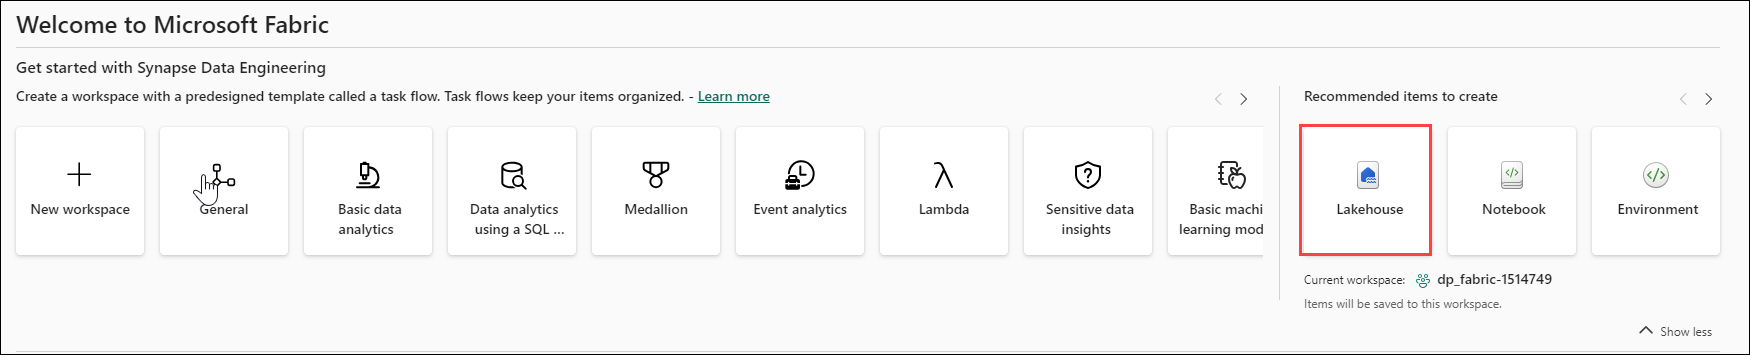 Welcome to Microsoft Fabric
Get started with Synapse Data Engineering
Create a workspace with a predesigned template called a task flow. Task flows keep your items organized. - Learn more
New workspace
General
Basic data
analytics
Data analytics
using a SQL ...
Medallion
Event analytics
Lambda
Sensitive data
insights
Basic machi
learning mod
Recommended items to create
Lakehouse
Notebook
Environment
Current workspace: dp_fabric-1514749
Items will be saved to this workspace.
Show less